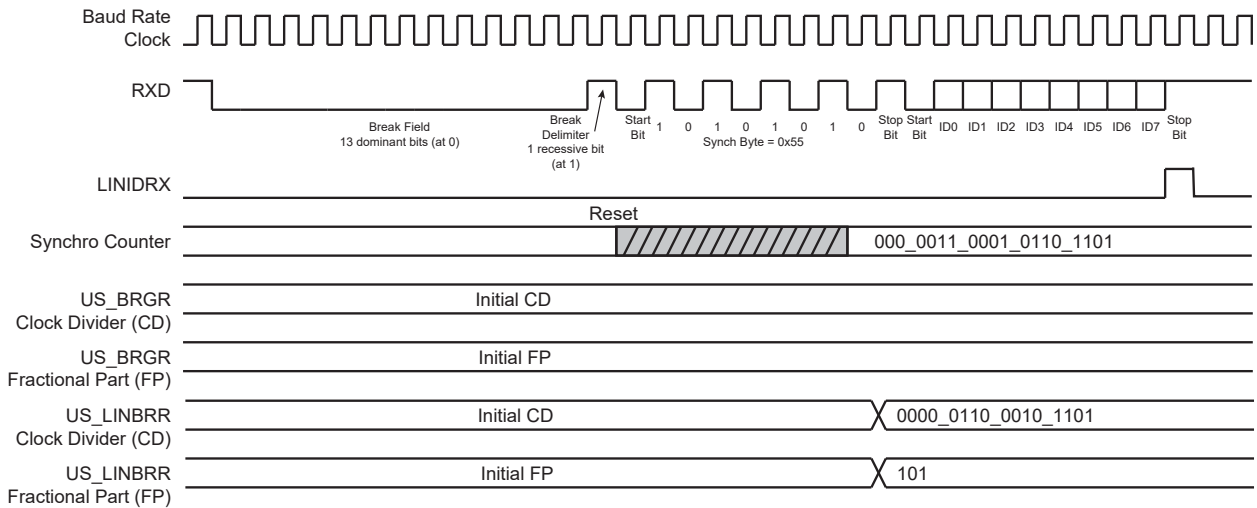 Baud Rate
Clock
RXD
Break Field
13 dominant bits (at 0)
Break
Delimiter
1 recessive bit
(at 1)
Start
Bit
1 0 1 0 1 0 1 0
Synch Byte = 0x55
Stop
Bit
Start
Bit
ID0 ID1 ID2 ID3 ID4 ID5 ID6 ID7
Stop
Bit
LINIDRX
Reset
Synchro Counter
000_0011_0001_0110_1101
US_BRGR
Clock Divider (CD)
Initial CD
US_BRGR
Fractional Part (FP)
Initial FP
US_LINBRR
Clock Divider (CD)
Initial CD
0000_0110_0010_1101
US_LINBRR
Fractional Part (FP)
Initial FP
101